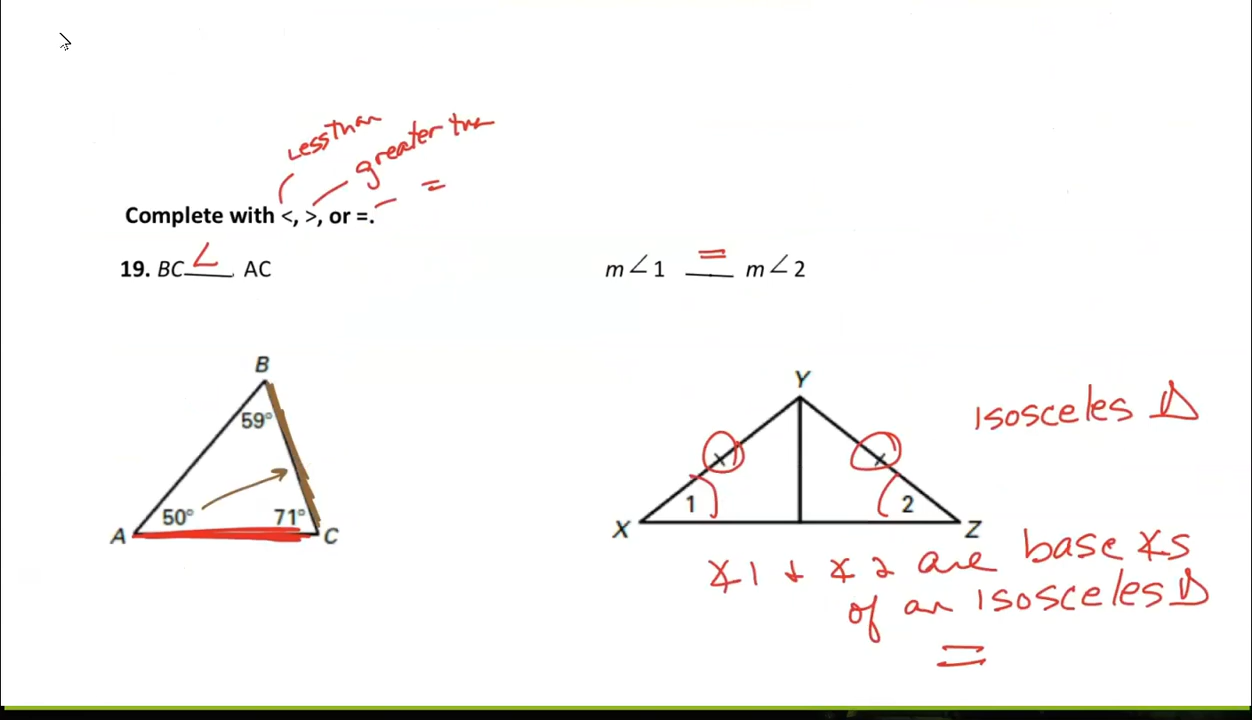 Less than
greater than
=
Complete with <, >, or =.
19. BC < AC
m∠1 = m∠2
B
59°
50°
71°
A
C
Y
isosceles △
1
2
X
Z
∡1 + ∡2 are base ∡s
of an isosceles △
=